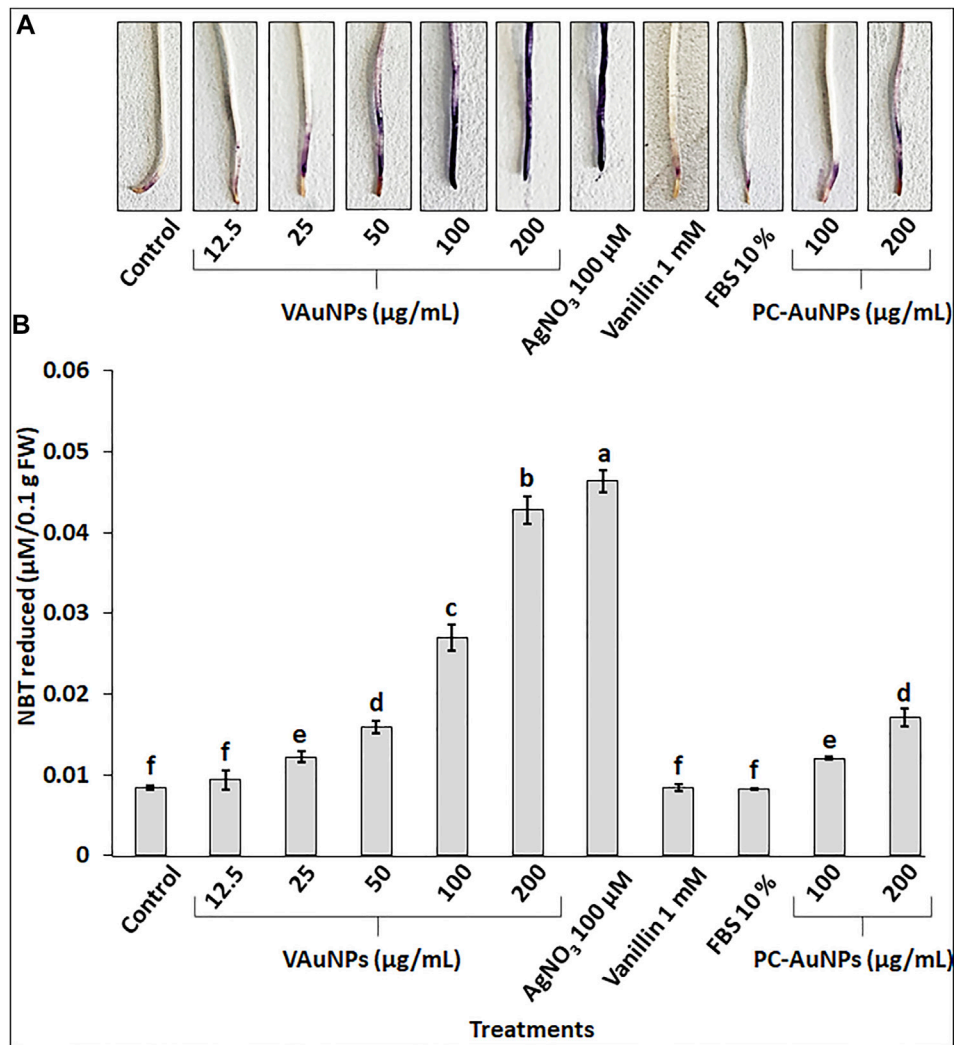 A
Control
12.5
25
50
100
200
AgNO₃ 100 µM
Vanillin 1 mM
FBS 10 %
100
200
VAuNPs (µg/mL)
PC-AuNPs (µg/mL)
B
NBT reduced (µM/0.1 g FW)
0.06
0.05
0.04
0.03
0.02
0.01
0
f
f
e
d
c
b
a
f
f
e
d
Control
12.5
25
50
100
200
AgNO₃ 100 µM
Vanillin 1 mM
FBS 10 %
100
200
VAuNPs (µg/mL)
PC-AuNPs (µg/mL)
Treatments